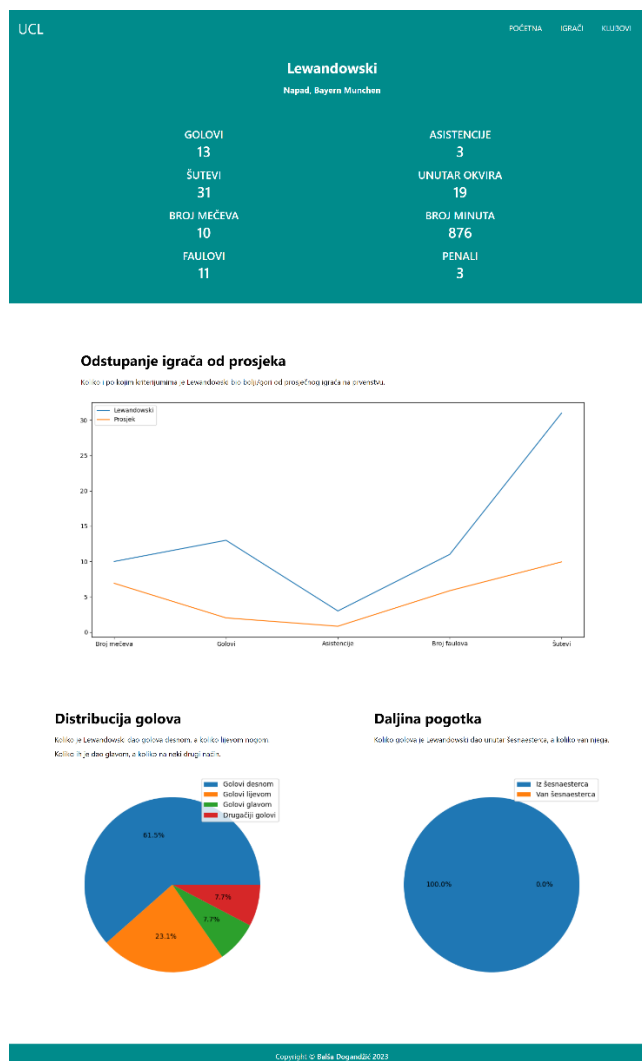 UCL
POČETNA IGRAČI KLUBOVI
Lewandowski
Napad, Bayern Munchen
GOLOVI ASISTENCIJE
13 3
ŠUTEVI UNUTAR OKVIRA
31 19
BROJ MEČEVA BROJ MINUTA
10 876
FAULOVI PENALI
11 3
Odstupanje igrača od prosjeka
Koliko i po kojim kriterijumima je Lewandowski bio bolji/gori od prosječnog igrača na prvenstvu.
Lewandowski
Prosjek
30
25
20
15
10
5
0
Broj mečeva Golovi Asistencije Broj faulova Šutevi
Distribucija golova Daljina pogotka
Koliko je Lewandowski dao golova desnom, a koliko lijevom nogom. Koliko golova je Lewandowski dao unutar šesnaesterca, a koliko van njega.
Koliko ih je dao glavom, a koliko na neki drugi način.
Golovi desnom Iz šesnaesterca
Golovi lijevom Van šesnaesterca
Golovi glavom
Drugačiji golovi
61.5%
100.0% 0.0%
7.7%
7.7%
23.1%
Copyright © Balša Dogandžić 2023